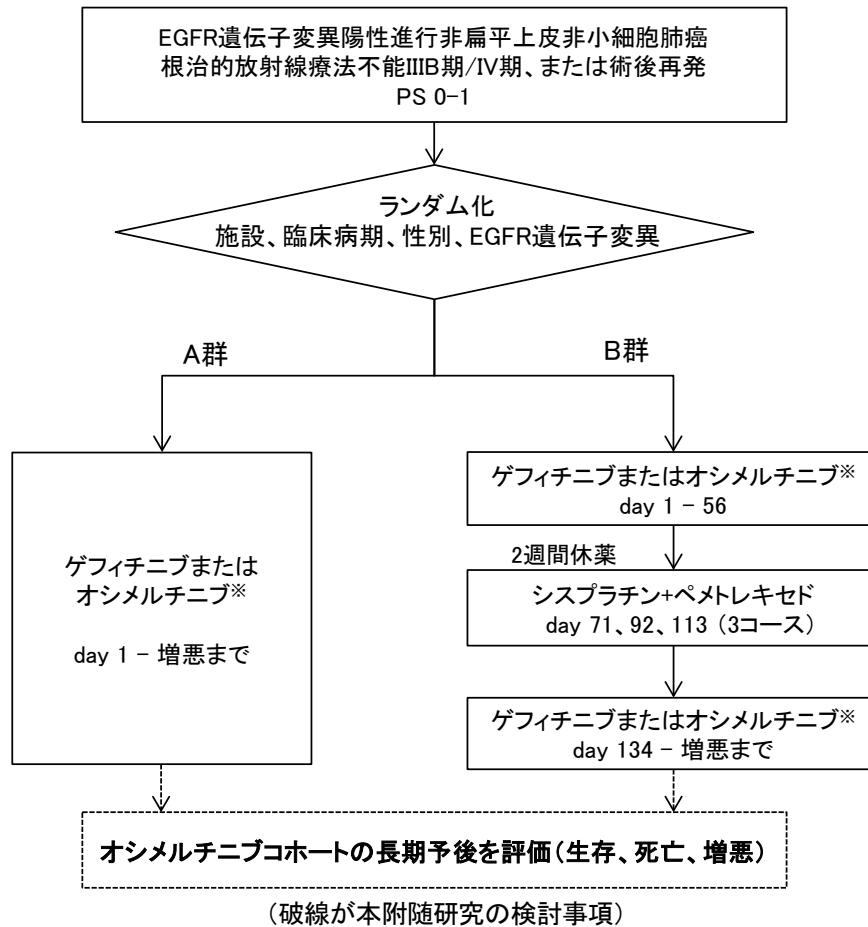 EGFR遺伝子変異陽性進行非扁平上皮非小細胞肺癌
根治的放射線療法不能IIIB期/IV期、または術後再発
PS 0-1
ランダム化
施設、臨床病期、性別、EGFR遺伝子変異
A群
B群
ゲフィチニブまたは
オシメルチニブ※
day 1 - 増悪まで
ゲフィチニブまたはオシメルチニブ※
day 1 - 56
2週間休薬
シスプラチン+ペメトレキセド
day 71、92、113 (3コース)
ゲフィチニブまたはオシメルチニブ※
day 134 - 増悪まで
オシメルチニブコホートの長期予後を評価(生存、死亡、増悪)
(破線が本附随研究の検討事項)